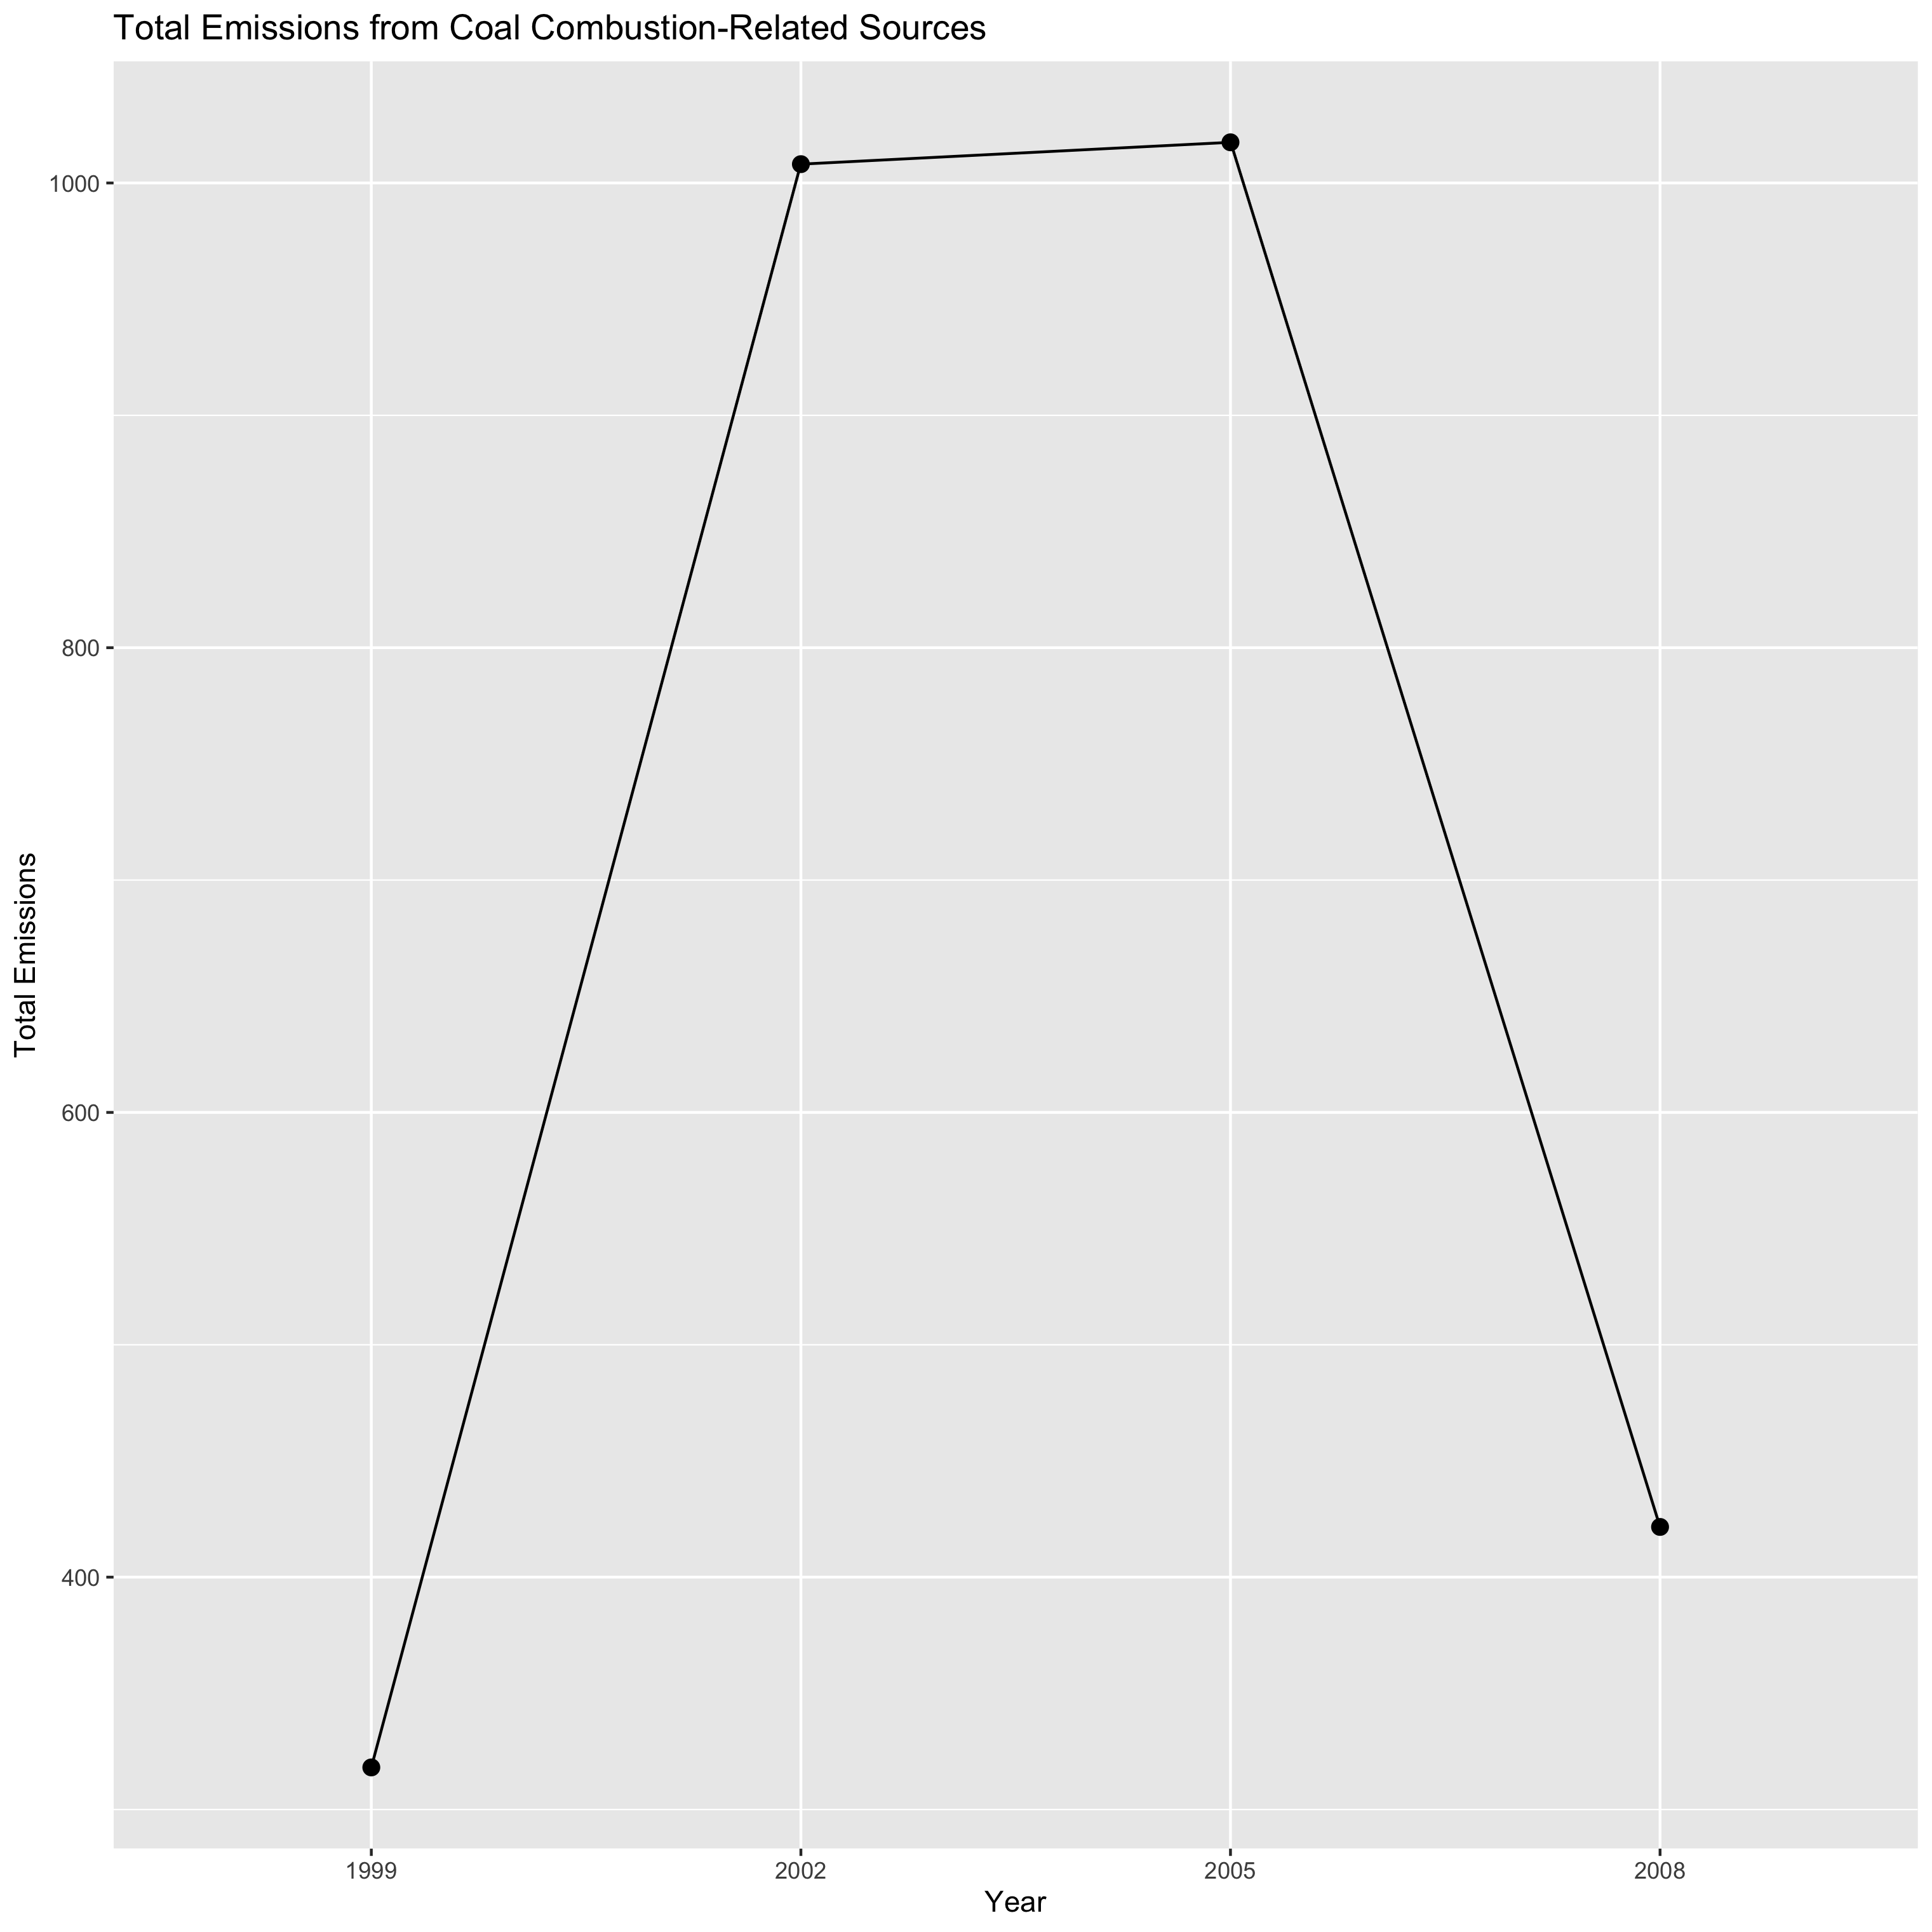 Total Emissions from Coal Combustion-Related Sources
Total Emissions
1000
800
600
400
1999 2002 2005 2008
Year